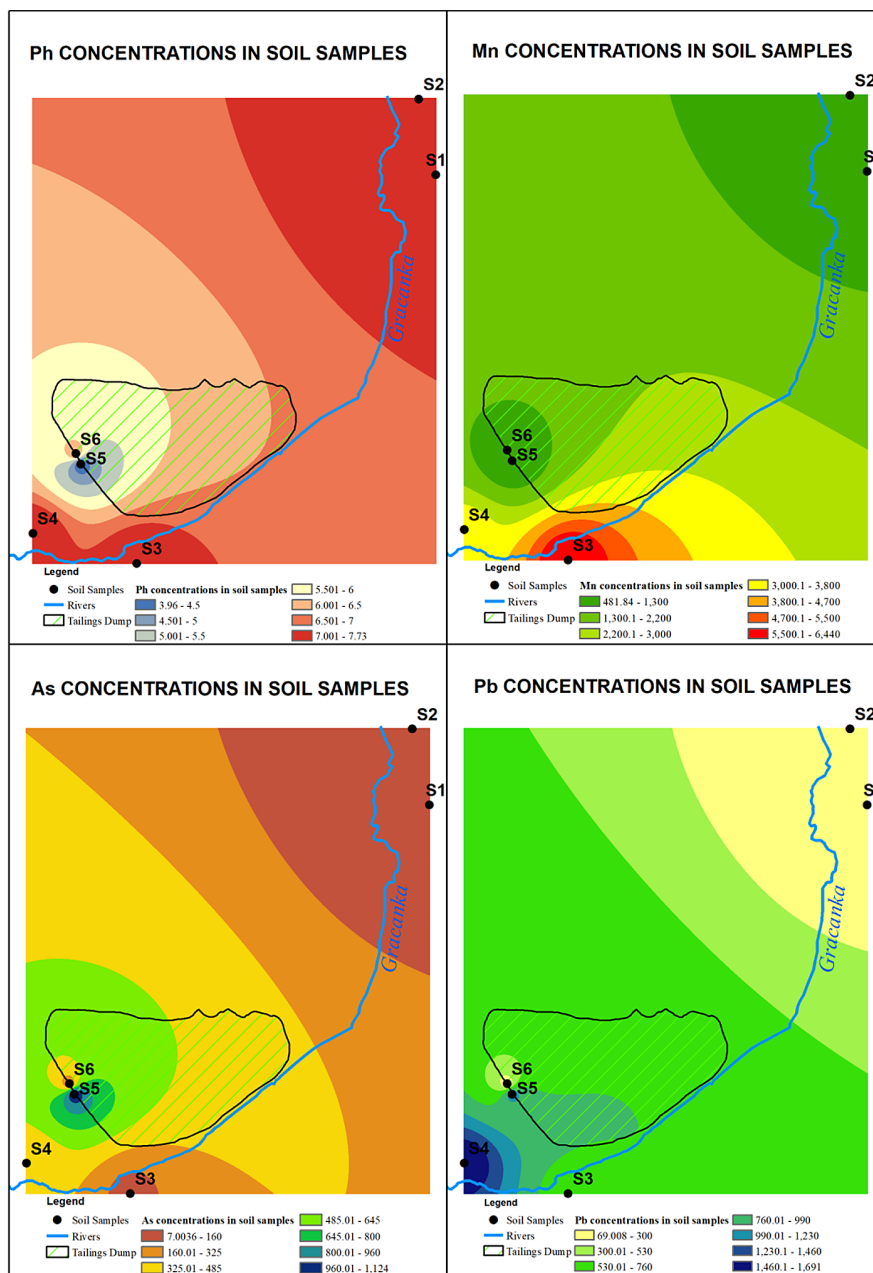 Ph CONCENTRATIONS IN SOIL SAMPLES
S2
S1
Gracanka
S6
S5
S4
S3
Legend
Soil Samples
Rivers
Tailings Dump
Ph concentrations in soil samples
3.96 - 4.5
4.501 - 5
5.001 - 5.5
5.501 - 6
6.001 - 6.5
6.501 - 7
7.001 - 7.73
Mn CONCENTRATIONS IN SOIL SAMPLES
S2
S
Gracanka
S6
S5
S4
S3
Legend
Soil Samples
Rivers
Tailings Dump
Mn concentrations in soil samples
481.84 - 1,300
1,300.1 - 2,200
2,200.1 - 3,000
3,000.1 - 3,800
3,800.1 - 4,700
4,700.1 - 5,500
5,500.1 - 6,440
As CONCENTRATIONS IN SOIL SAMPLES
S2
S1
Gracanka
S6
S5
S4
S3
Legend
Soil Samples
Rivers
Tailings Dump
As concentrations in soil samples
7.0036 - 160
160.01 - 325
325.01 - 485
485.01 - 645
645.01 - 800
800.01 - 960
960.01 - 1,124
Pb CONCENTRATIONS IN SOIL SAMPLES
S2
S
Gracanka
S6
S5
S4
S3
Legend
Soil Samples
Rivers
Tailings Dump
Pb concentrations in soil samples
69.008 - 300
300.01 - 530
530.01 - 760
760.01 - 990
990.01 - 1,230
1,230.1 - 1,460
1,460.1 - 1,691